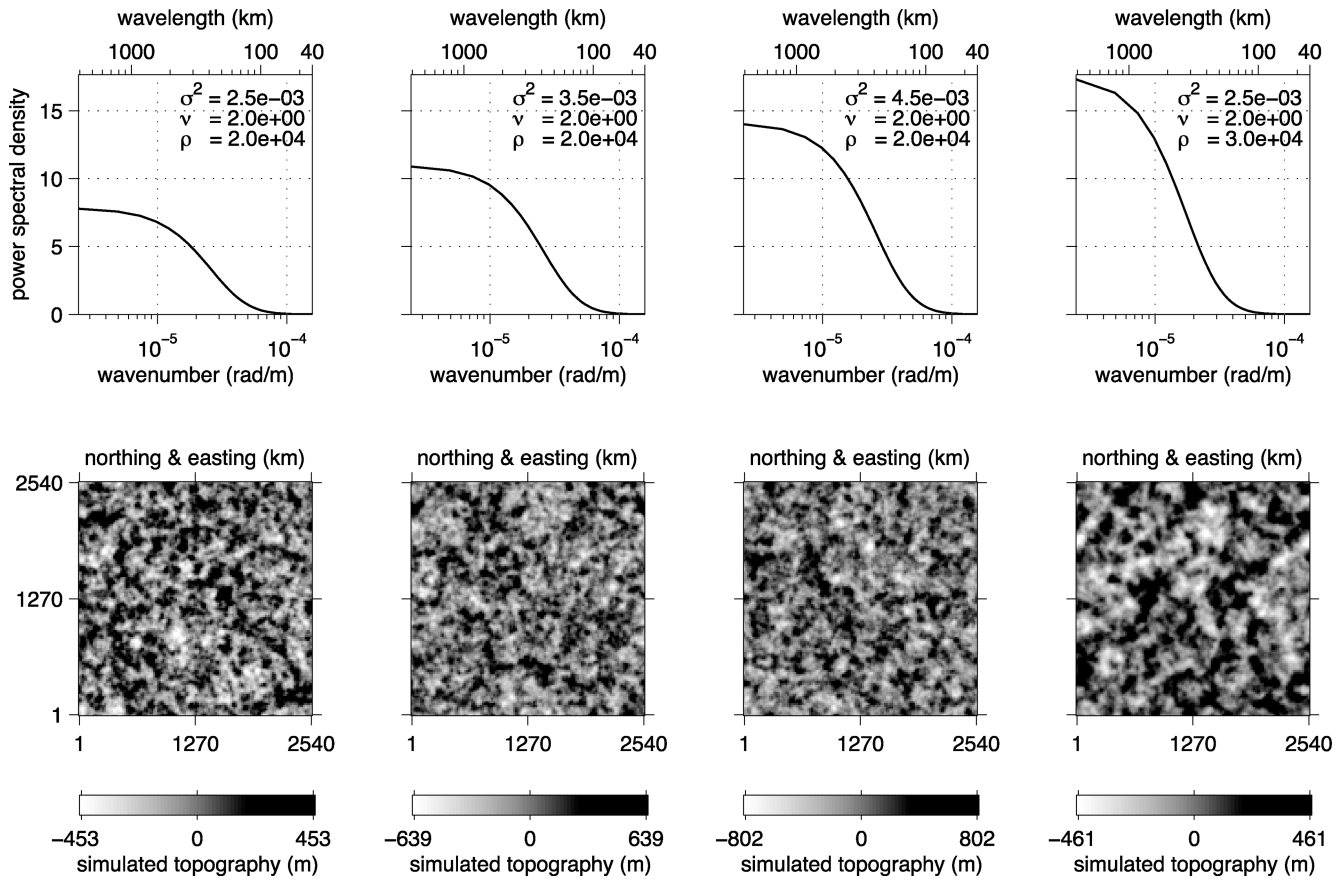 wavelength (km) wavelength (km) wavelength (km) wavelength (km)
1000 100 40 1000 100 40 1000 100 40 1000 100 40
σ² = 2.5e−03 σ² = 3.5e−03 σ² = 4.5e−03 σ² = 2.5e−03
ν = 2.0e+00 ν = 2.0e+00 ν = 2.0e+00 ν = 2.0e+00
ρ = 2.0e+04 ρ = 2.0e+04 ρ = 2.0e+04 ρ = 3.0e+04
power spectral density
15
10
5
0
10⁻⁵ 10⁻⁴ 10⁻⁵ 10⁻⁴ 10⁻⁵ 10⁻⁴ 10⁻⁵ 10⁻⁴
wavenumber (rad/m) wavenumber (rad/m) wavenumber (rad/m) wavenumber (rad/m)
northing & easting (km) northing & easting (km) northing & easting (km) northing & easting (km)
2540
1270
1
1 1270 2540 1 1270 2540 1 1270 2540 1 1270 2540
−453 0 453 −639 0 639 −802 0 802 −461 0 461
simulated topography (m) simulated topography (m) simulated topography (m) simulated topography (m)